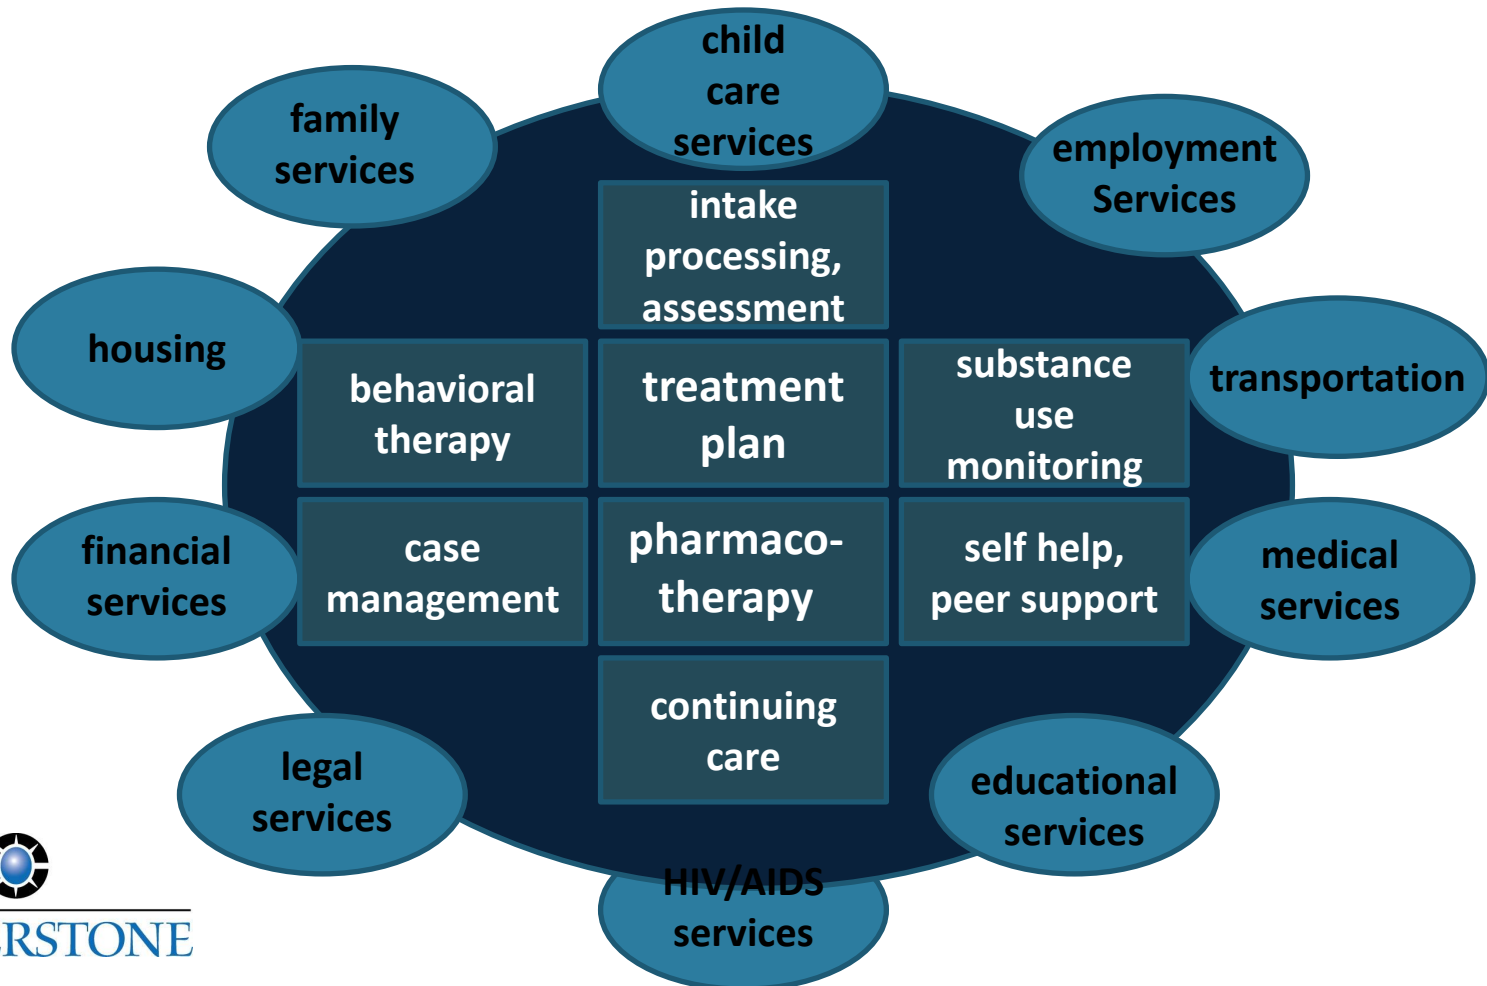 child
care
services
family
services
employment
Services
intake
processing,
assessment
housing
behavioral
therapy
treatment
plan
substance
use
monitoring
transportation
financial
services
case
management
pharmaco-
therapy
self help,
peer support
medical
services
continuing
care
legal
services
educational
services
HIV/AIDS
services
ERSTONE